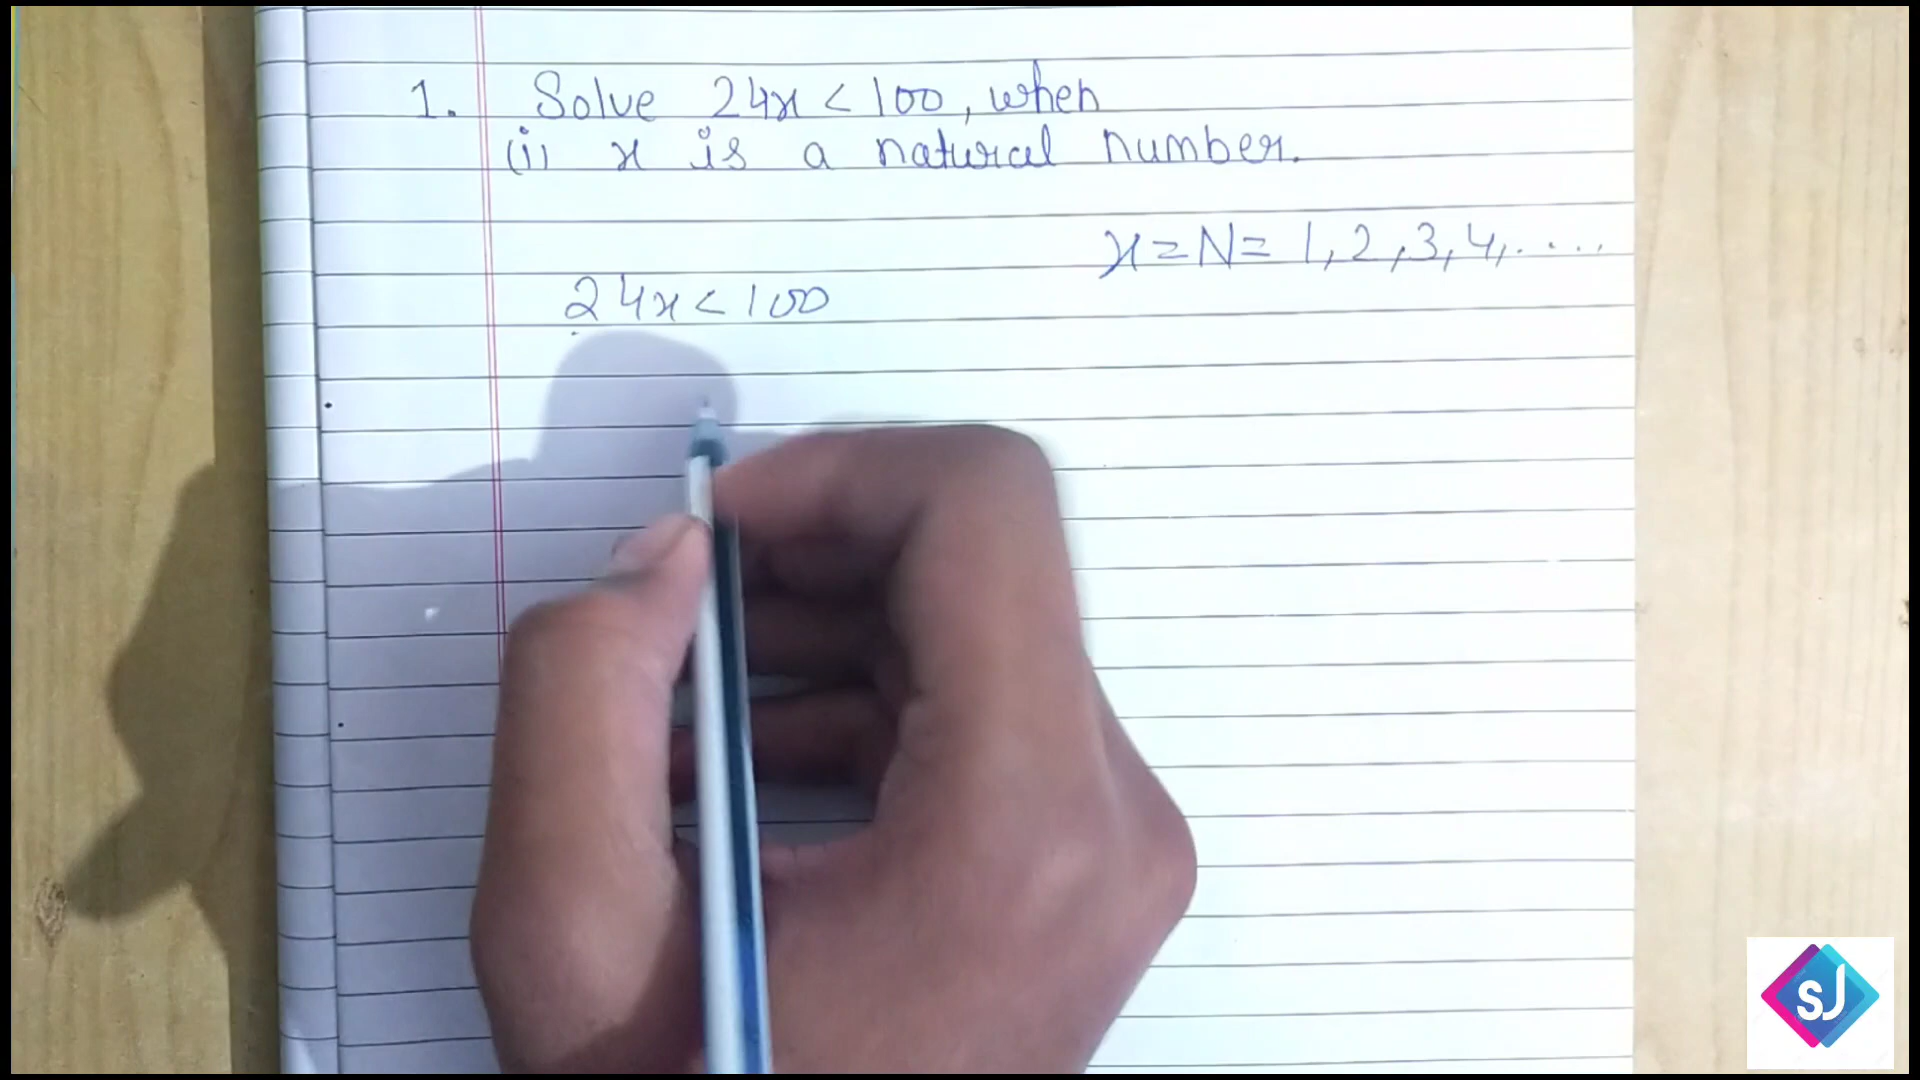 1. Solve 24x < 100, when
(i) x is a natural number.
x = N = 1, 2, 3, 4, .....
24x < 100
SJ